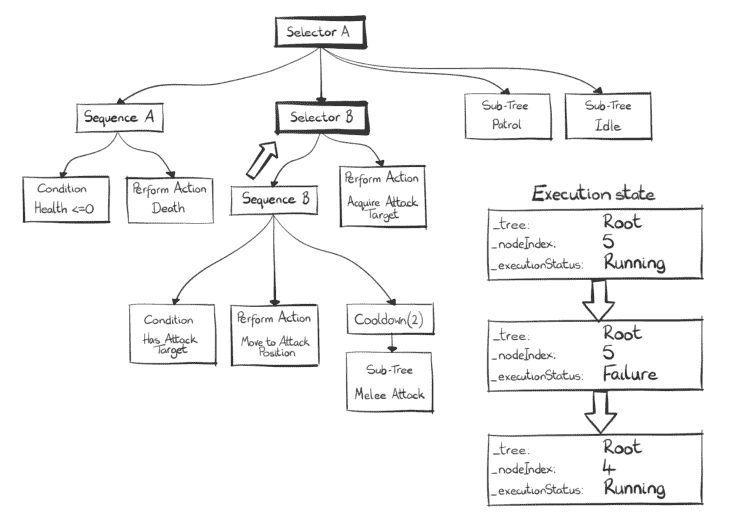 Selector A
Sequence A
Selector B
Sub-Tree
Patrol
Sub-Tree
Idle
Condition
Health <=0
Perform Action
Death
Sequence B
Perform Action
Acquire Attack
Target
Condition
Has Attack
Target
Perform Action
Move to Attack
Position
Cooldown(2)
Sub-Tree
Melee Attack
Execution state
_tree: Root
_nodeIndex: 5
_executionStatus: Running
_tree: Root
_nodeIndex: 5
_executionStatus: Failure
_tree: Root
_nodeIndex: 4
_executionStatus: Running